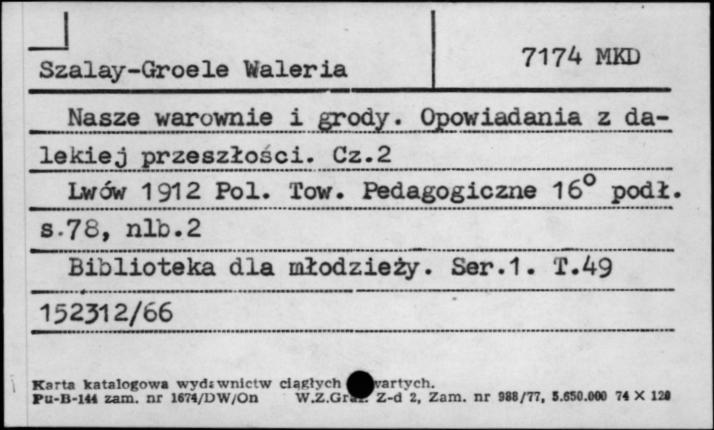 Szalay-Groele Waleria
7174 MKD
Nasze warownie i grody. Opowiadania z da-
lekiej przeszłości. Cz.2
Lwów 1912 Pol. Tow. Pedagogiczne 16° podł.
s.78, nlb.2
Biblioteka dla młodzieży. Ser.1. T.49
152312/66
Karta katalogowa wydawnictw ciągłych
Pu-B-144 zam. nr 1674/DW/On W.Z.Graf. Z-d 2, Zam. nr 988/77, 5.650.000 74 X 120